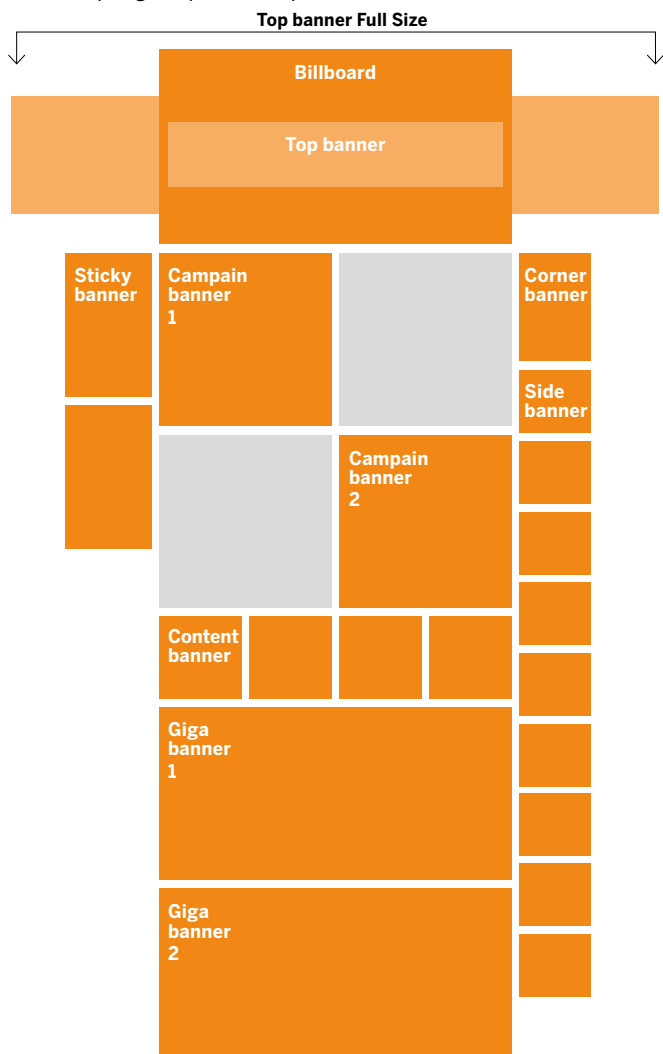 Top banner Full Size
Billboard
Top banner
Sticky
banner
Campain
banner
1
Corner
banner
Side
banner
Campain
banner
2
Content
banner
Giga
banner
1
Giga
banner
2